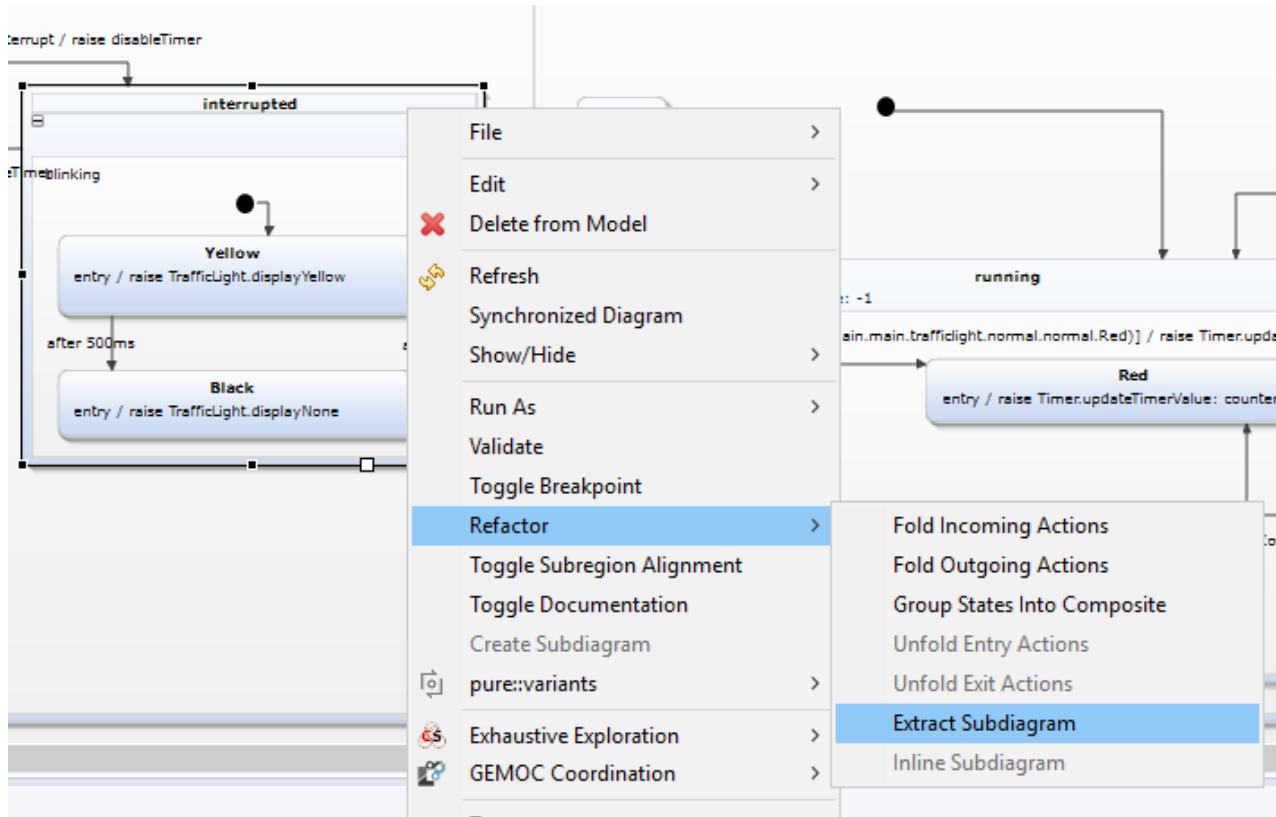 terrupt / raise disableTimer
interrupted
eTimer
blinking
Yellow
entry / raise TrafficLight.displayYellow
after 500ms
Black
entry / raise TrafficLight.displayNone
File
Edit
Delete from Model
Refresh
Synchronized Diagram
Show/Hide
Run As
Validate
Toggle Breakpoint
Refactor
Toggle Subregion Alignment
Toggle Documentation
Create Subdiagram
pure::variants
Exhaustive Exploration
GEMOC Coordination
Fold Incoming Actions
Fold Outgoing Actions
Group States Into Composite
Unfold Entry Actions
Unfold Exit Actions
Extract Subdiagram
Inline Subdiagram
running
: -1
ain.main.trafficlight.normal.normal.Red)] / raise Timer.upda
Red
entry / raise Timer.updateTimerValue: counter